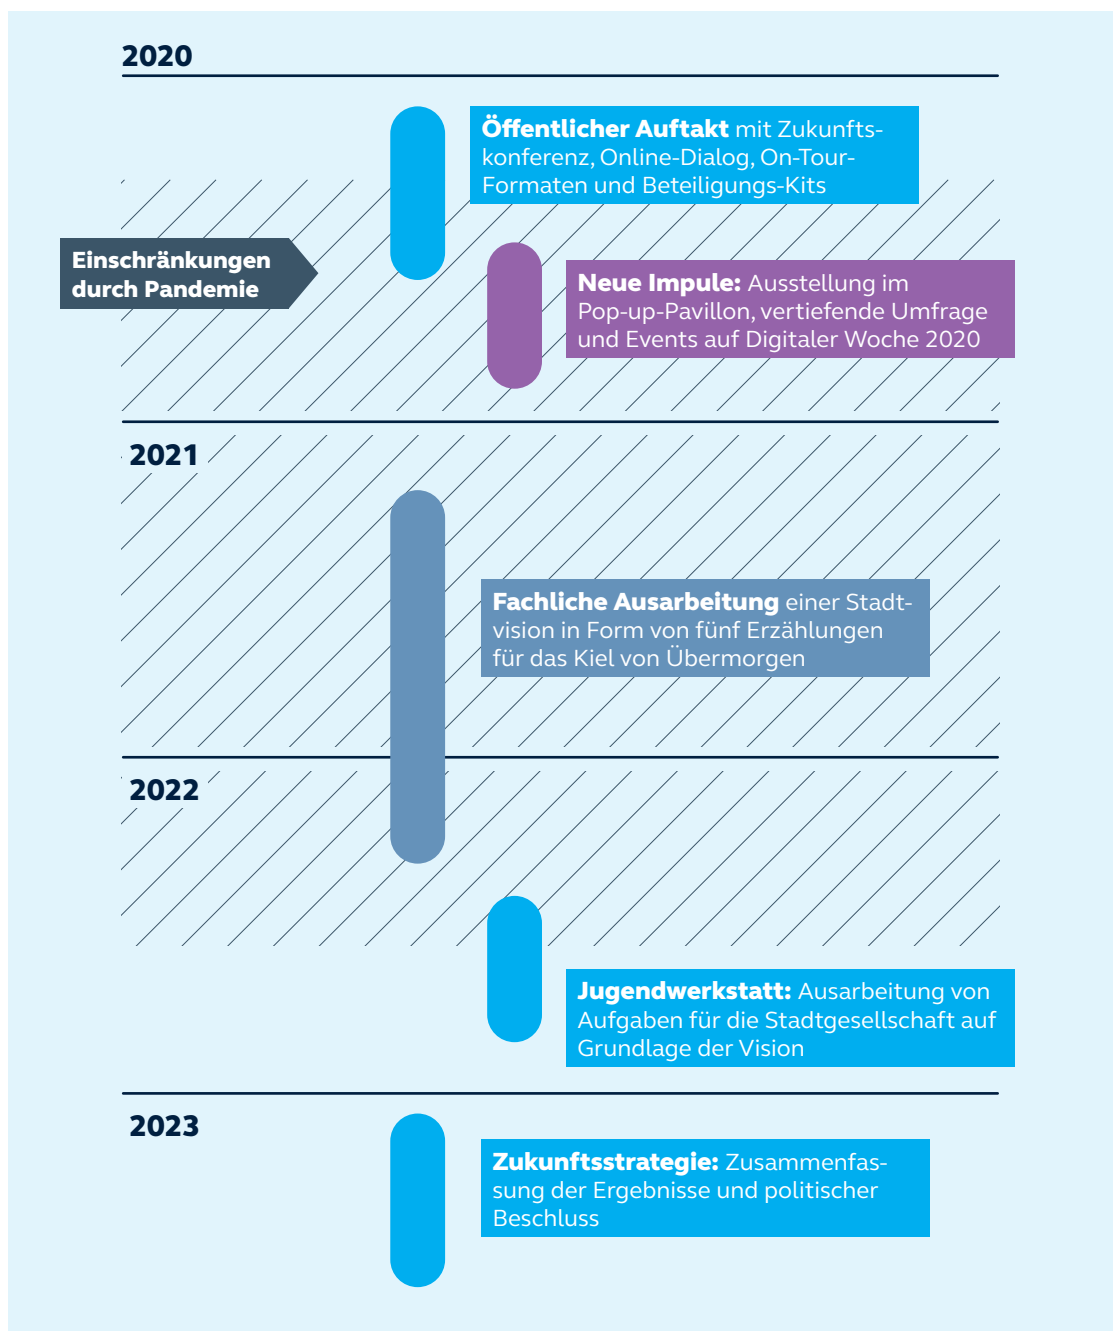 2020
Öffentlicher Auftakt mit Zukunfts-
konferenz, Online-Dialog, On-Tour-
Formaten und Beteiligungs-Kits
Einschränkungen
durch Pandemie
Neue Impule: Ausstellung im
Pop-up-Pavillon, vertiefende Umfrage
und Events auf Digitaler Woche 2020
2021
Fachliche Ausarbeitung einer Stadt-
vision in Form von fünf Erzählungen
für das Kiel von Übermorgen
2022
Jugendwerkstatt: Ausarbeitung von
Aufgaben für die Stadtgesellschaft auf
Grundlage der Vision
2023
Zukunftsstrategie: Zusammenfas-
sung der Ergebnisse und politischer
Beschluss